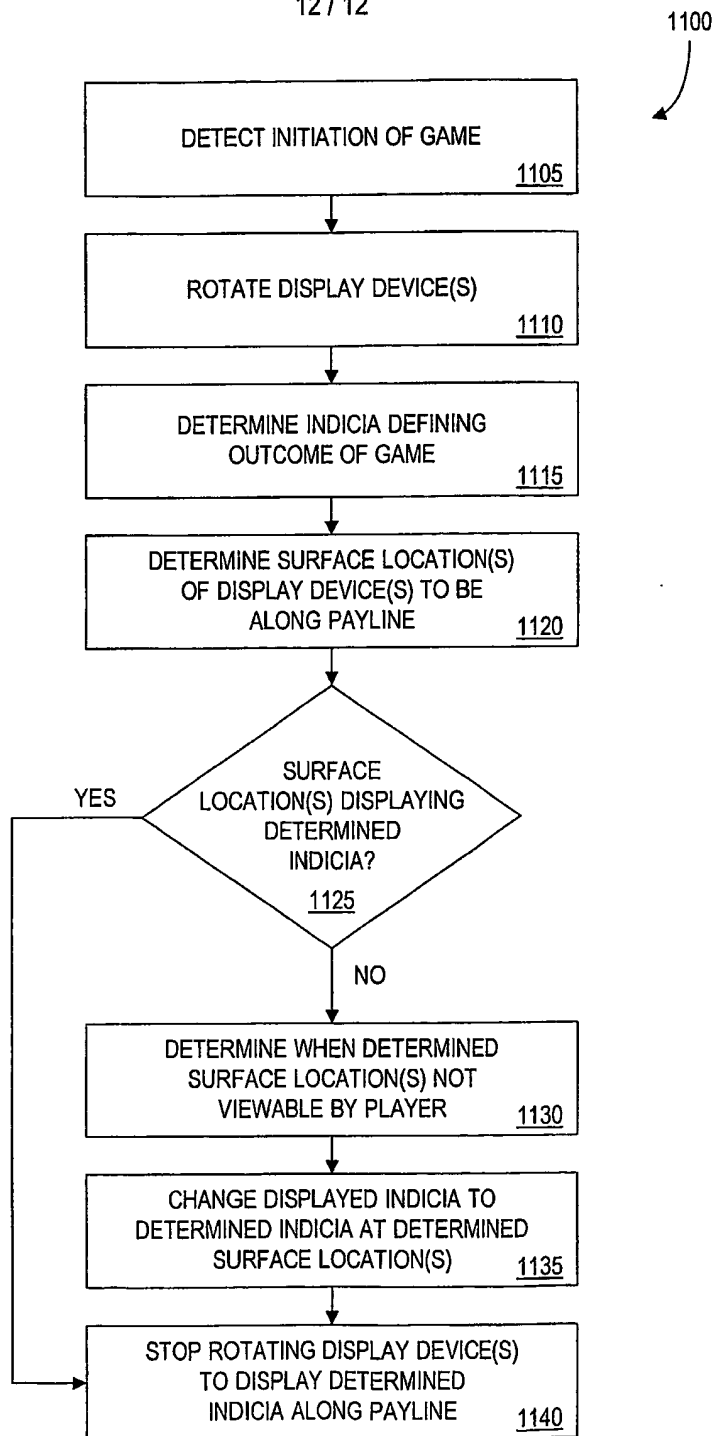 12 / 12
1100
DETECT INITIATION OF GAME
1105
ROTATE DISPLAY DEVICE(S)
1110
DETERMINE INDICIA DEFINING
OUTCOME OF GAME
1115
DETERMINE SURFACE LOCATION(S)
OF DISPLAY DEVICE(S) TO BE
ALONG PAYLINE
1120
SURFACE
LOCATION(S) DISPLAYING
DETERMINED
INDICIA?
1125
YES
NO
DETERMINE WHEN DETERMINED
SURFACE LOCATION(S) NOT
VIEWABLE BY PLAYER
1130
CHANGE DISPLAYED INDICIA TO
DETERMINED INDICIA AT DETERMINED
SURFACE LOCATION(S)
1135
STOP ROTATING DISPLAY DEVICE(S)
TO DISPLAY DETERMINED
INDICIA ALONG PAYLINE
1140